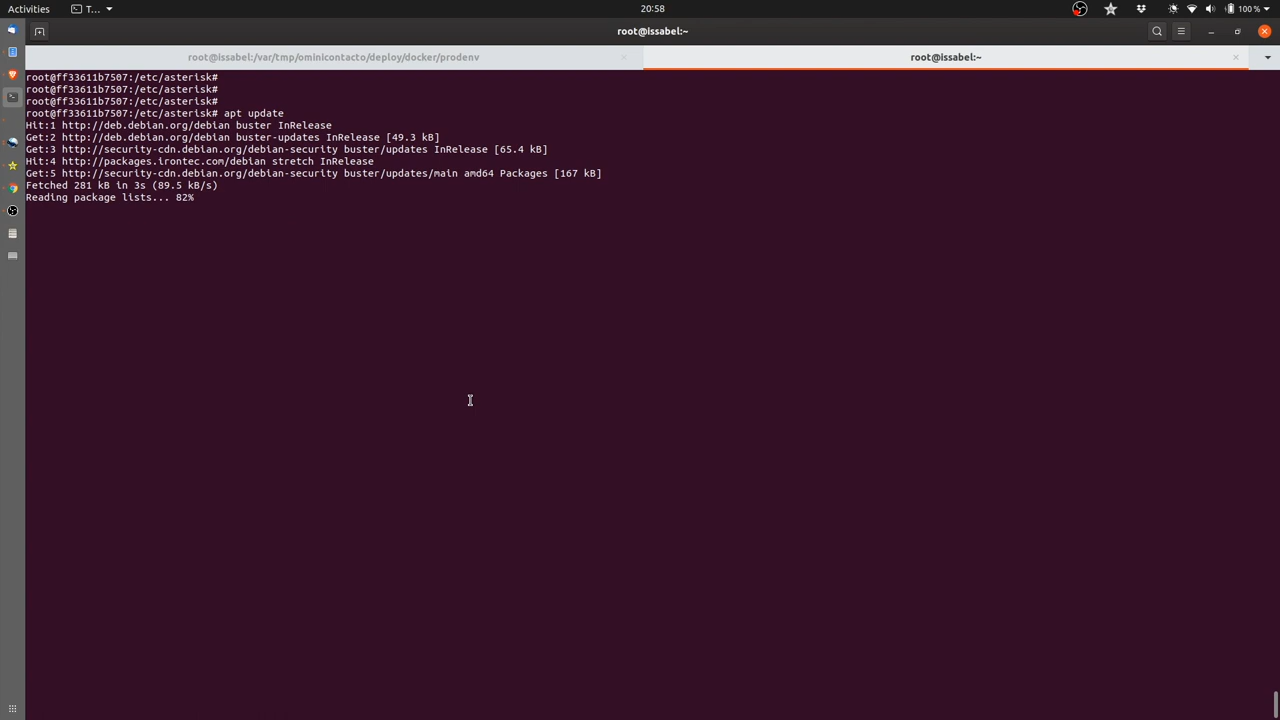 Activities
T...
20:58
100 %
root@issabel:~
root@issabel:/var/tmp/ominicontacto/deploy/docker/prodenv
root@issabel:~
root@ff33611b7507:/etc/asterisk#
root@ff33611b7507:/etc/asterisk#
root@ff33611b7507:/etc/asterisk#
root@ff33611b7507:/etc/asterisk# apt update
Hit:1 http://deb.debian.org/debian buster InRelease
Get:2 http://deb.debian.org/debian buster-updates InRelease [49.3 kB]
Get:3 http://security-cdn.debian.org/debian-security buster/updates InRelease [65.4 kB]
Hit:4 http://packages.irontec.com/debian stretch InRelease
Get:5 http://security-cdn.debian.org/debian-security buster/updates/main amd64 Packages [167 kB]
Fetched 281 kB in 3s (89.5 kB/s)
Reading package lists... 82%